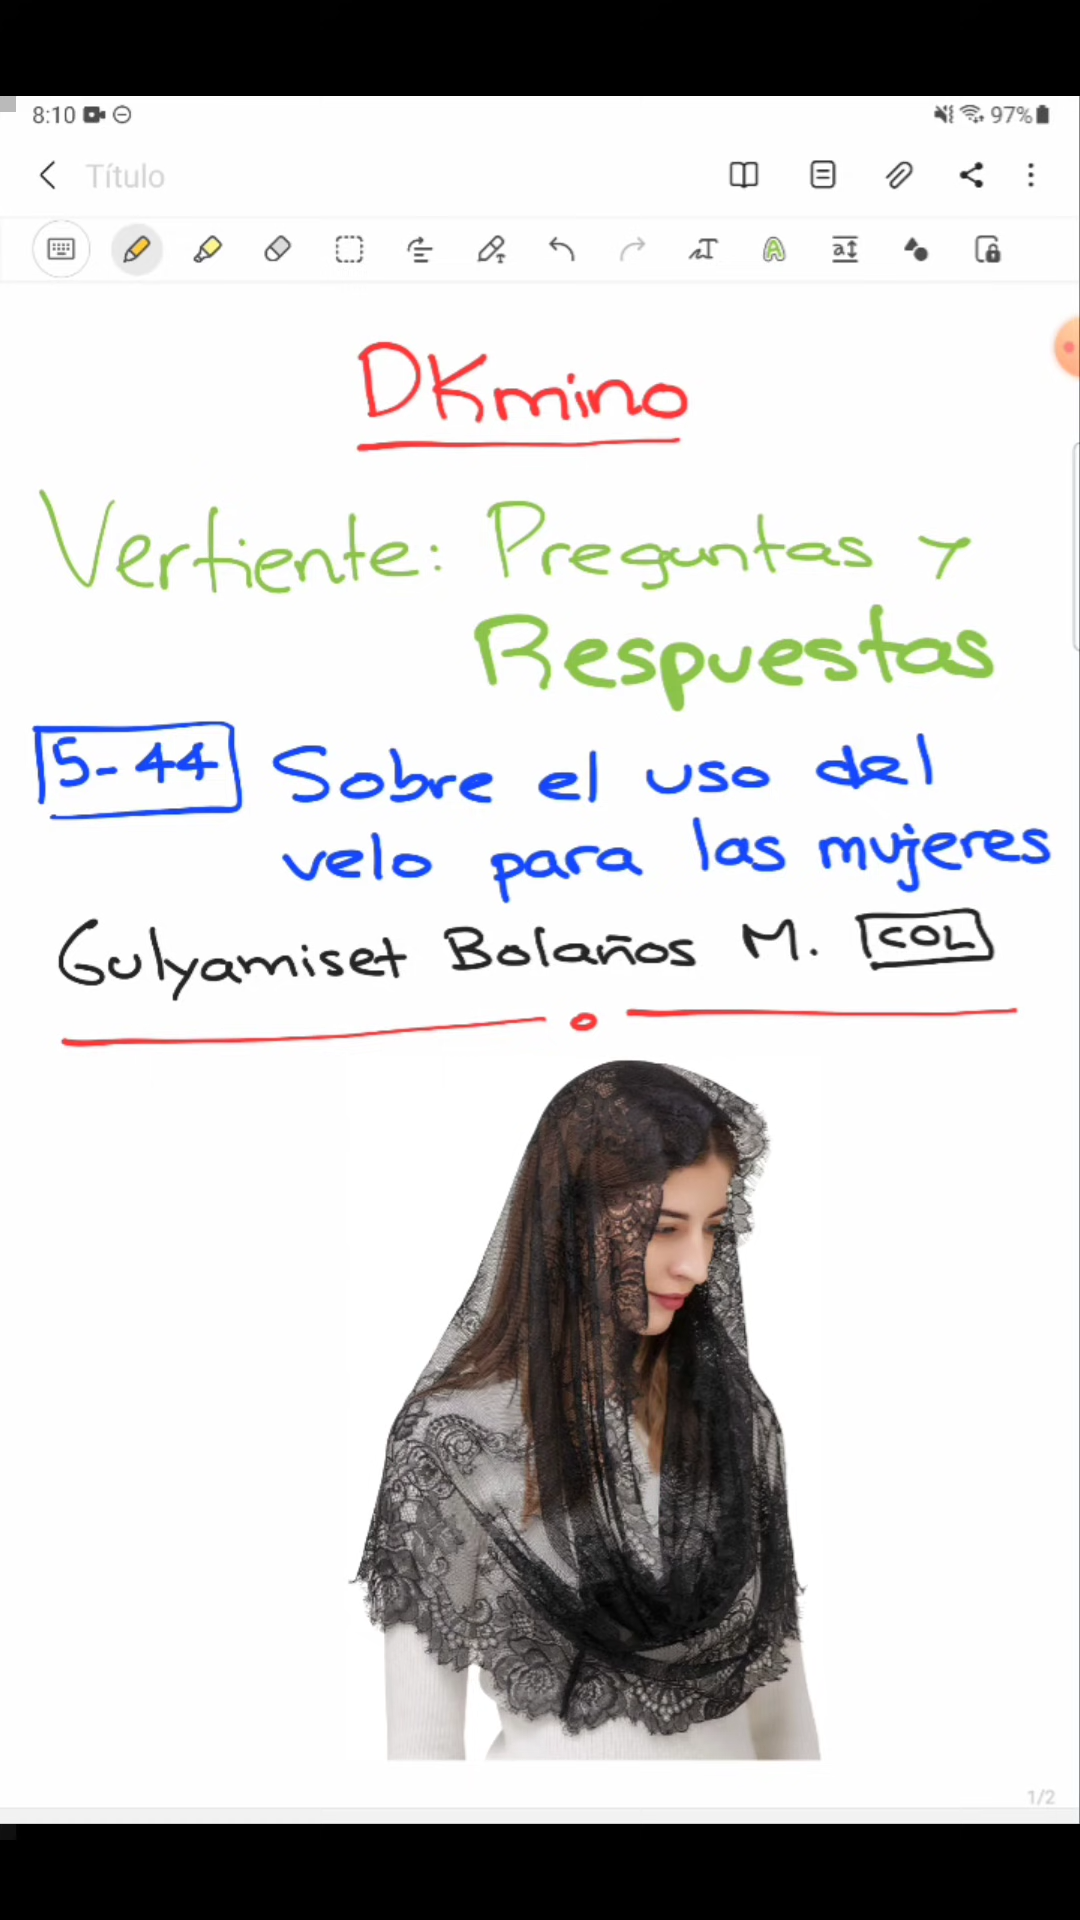 8:10 97%
Título
DKmino
Vertiente: Preguntas y
Respuestas
5-44 Sobre el uso del
velo para las mujeres
Gulyamiset Bolaños M. COL
1/2